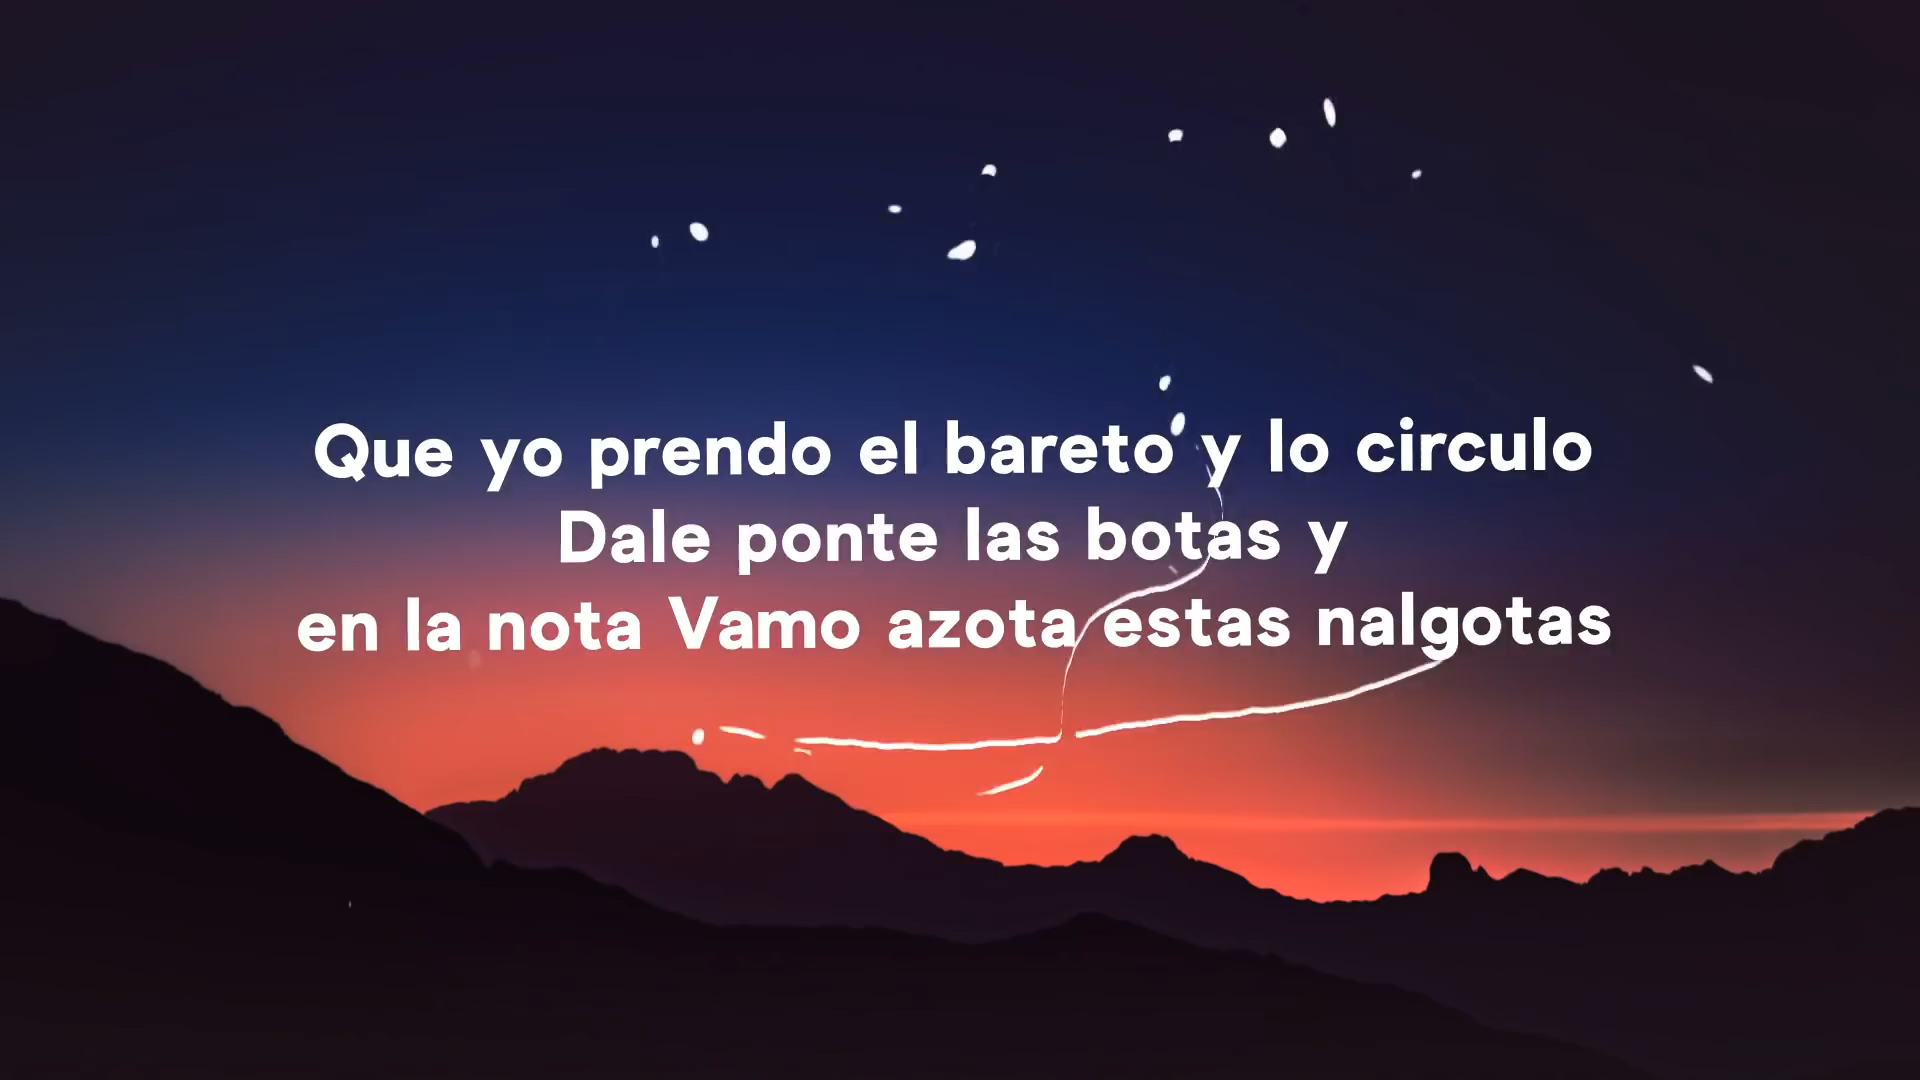 Que yo prendo el bareto y lo circulo
Dale ponte las botas y
en la nota Vamo azota estas nalgotas